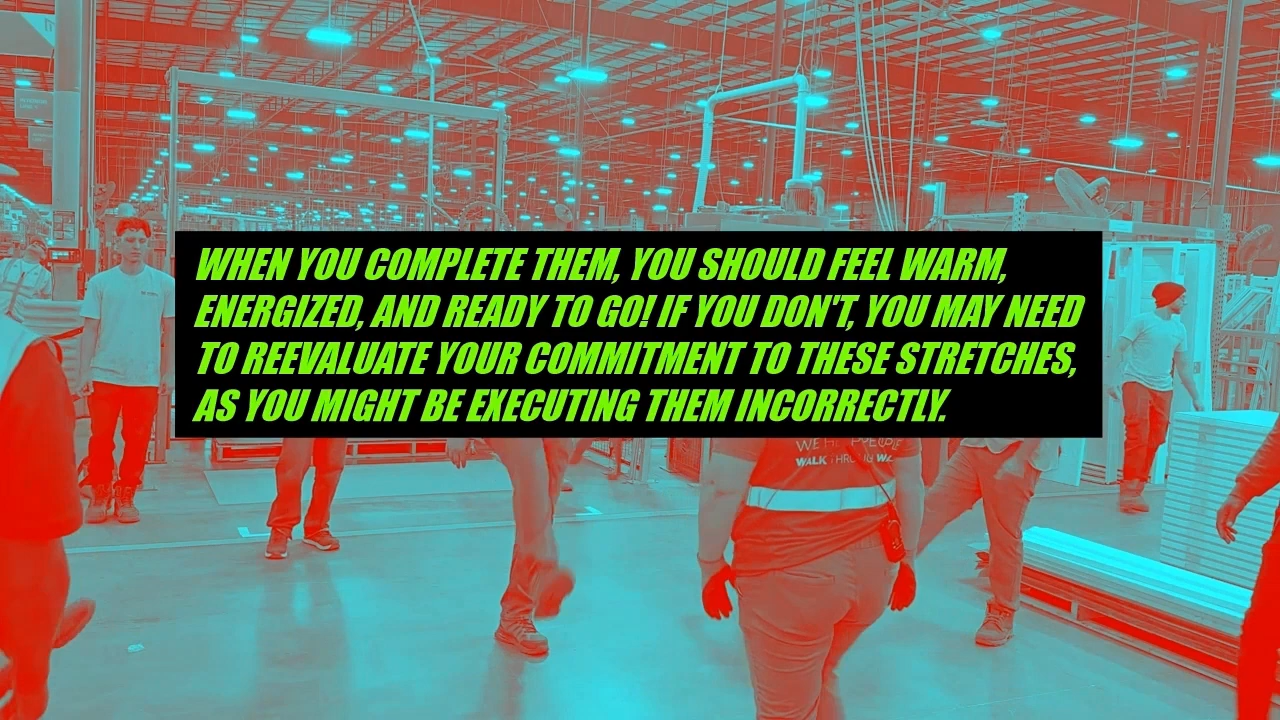 WHEN YOU COMPLETE THEM, YOU SHOULD FEEL WARM,
ENERGIZED, AND READY TO GO! IF YOU DON'T, YOU MAY NEED
TO REEVALUATE YOUR COMMITMENT TO THESE STRETCHES,
AS YOU MIGHT BE EXECUTING THEM INCORRECTLY.
WALK